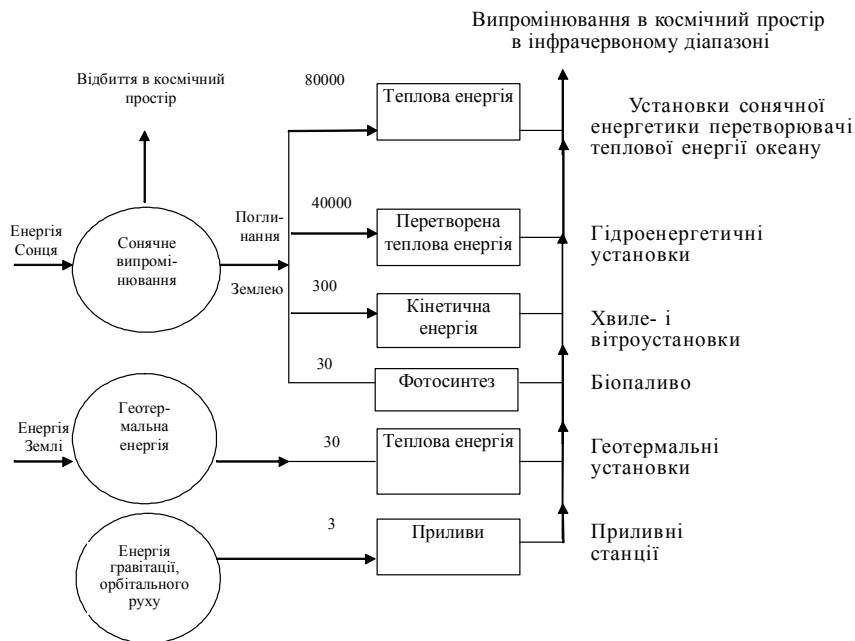 Випромінювання в космічний простір
в інфрачервоному діапазоні
Відбиття в космічний
простір
80000
Теплова енергія
Установки сонячної
енергетики перетворювачі
теплової енергії океану
Енергія
Сонця
Сонячне
випромі-
нювання
Погли-
нання
Землею
40000
Перетворена
теплова енергія
Гідроенергетичні
установки
300
Кінетична
енергія
Хвиле- і
вітроустановки
30
Фотосинтез
Біопаливо
Енергія
Землі
Геотер-
мальна
енергія
30
Теплова енергія
Геотермальні
установки
Енергія
гравітації,
орбітального
руху
3
Приливи
Приливні
станції